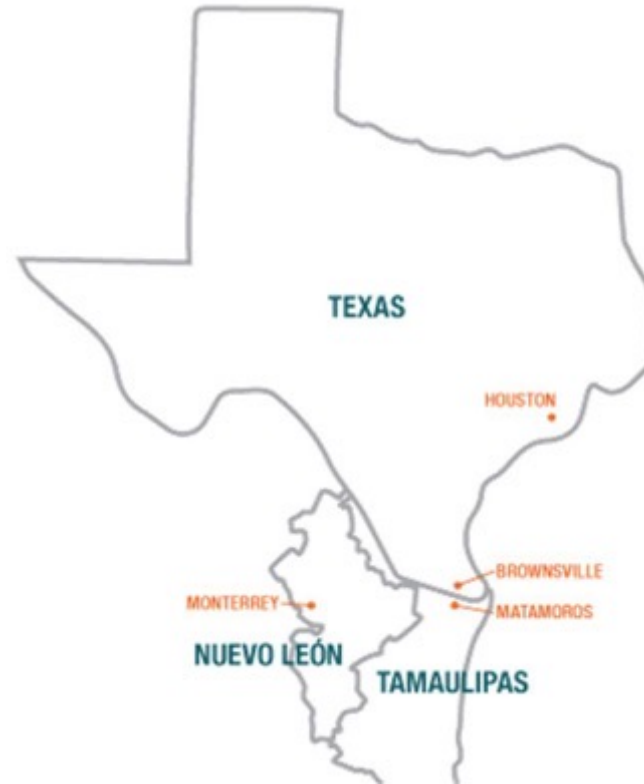 TEXAS
HOUSTON
BROWNSVILLE
MONTERREY
MATAMOROS
NUEVO LEÓN
TAMAULIPAS